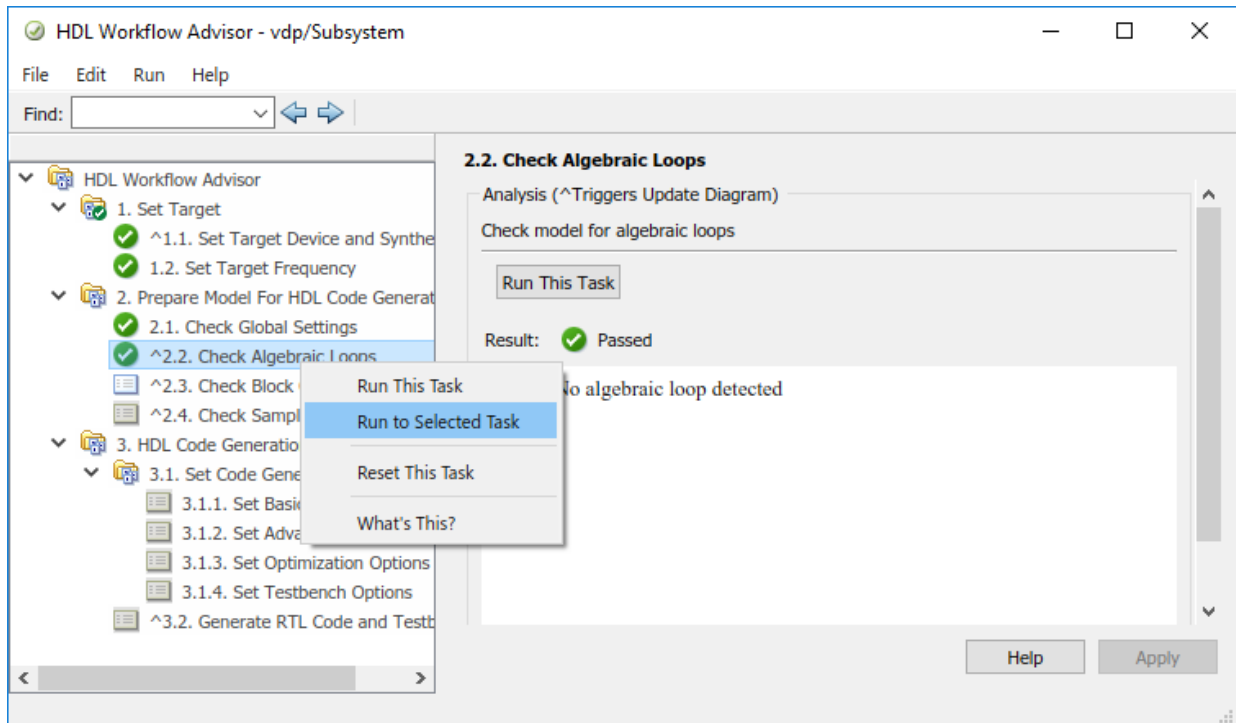 HDL Workflow Advisor - vdp/Subsystem
File Edit Run Help
Find:
HDL Workflow Advisor
1. Set Target
^1.1. Set Target Device and Synthe
1.2. Set Target Frequency
2. Prepare Model For HDL Code Generat
2.1. Check Global Settings
^2.2. Check Algebraic Loops
^2.3. Check Block
^2.4. Check Sampl
3. HDL Code Generatio
3.1. Set Code Gene
3.1.1. Set Basic
3.1.2. Set Adva
3.1.3. Set Optimization Options
3.1.4. Set Testbench Options
^3.2. Generate RTL Code and Testb
Run This Task
Run to Selected Task
Reset This Task
What's This?
2.2. Check Algebraic Loops
Analysis (^Triggers Update Diagram)
Check model for algebraic loops
Run This Task
Result: Passed
No algebraic loop detected
Help Apply